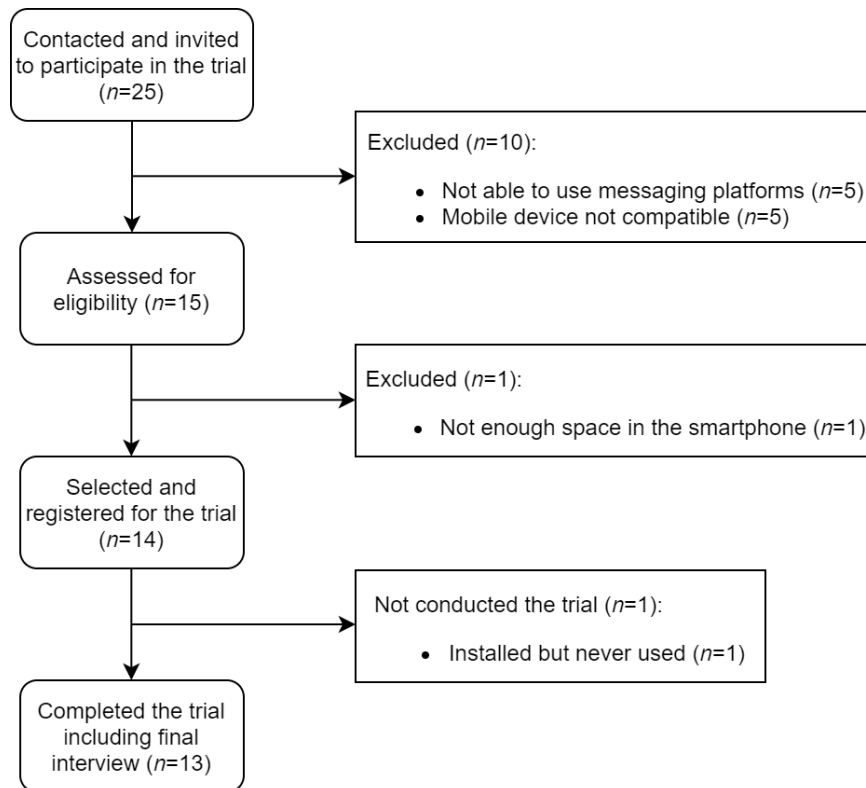 Contacted and invited
to participate in the trial
(n=25)
Excluded (n=10):
• Not able to use messaging platforms (n=5)
• Mobile device not compatible (n=5)
Assessed for
eligibility (n=15)
Excluded (n=1):
• Not enough space in the smartphone (n=1)
Selected and
registered for the trial
(n=14)
Not conducted the trial (n=1):
• Installed but never used (n=1)
Completed the trial
including final
interview (n=13)